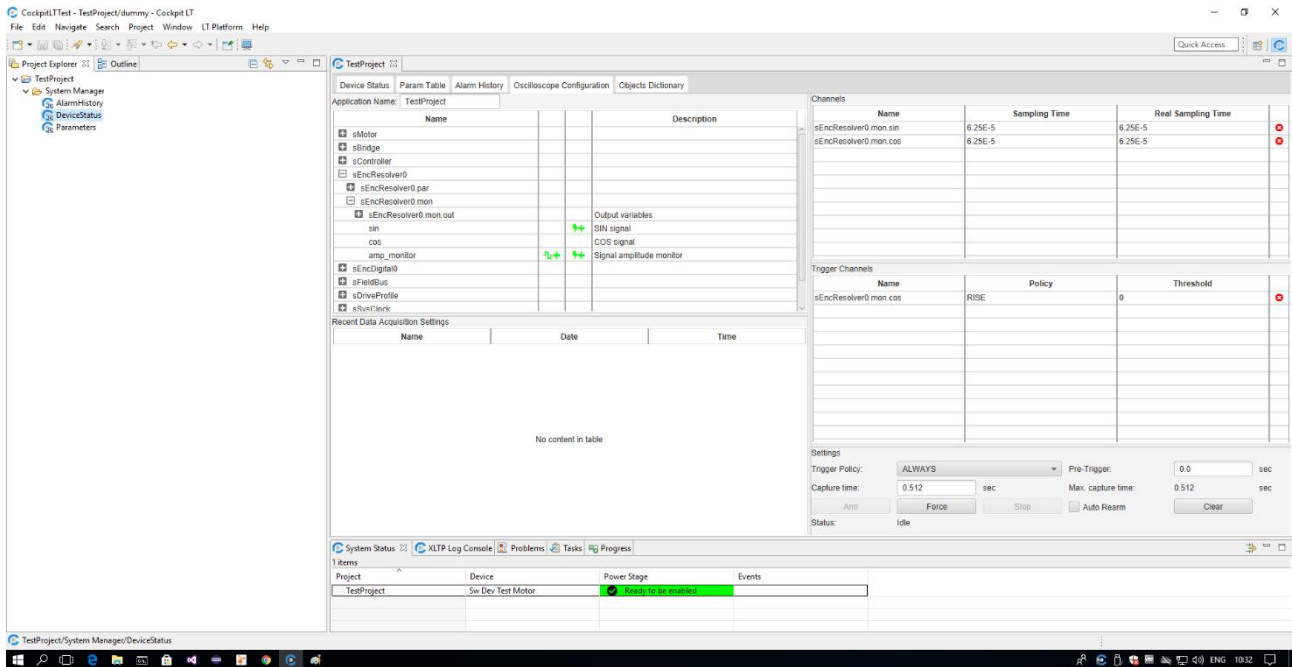 CockpitLTTest - TestProject/dummy - Cockpit LT
File Edit Navigate Search Project Window LT Platform Help
Quick Access
Project Explorer Outline
TestProject
System Manager
AlarmHistory
DeviceStatus
Parameters
TestProject
Device Status Param Table Alarm History Oscilloscope Configuration Objects Dictionary
Application Name: TestProject
Name Description
sMotor
sBridge
sController
sEncResolver0
sEncResolver0.par
sEncResolver0.mon
sEncResolver0.mon.out Output variables
sin SIN signal
cos COS signal
amp_monitor Signal amplitude monitor
sEncDigital0
sFieldBus
sDriveProfile
sSysClock
Recent Data Acquisition Settings
Name Date Time
No content in table
Channels
Name Sampling Time Real Sampling Time
sEncResolver0.mon.sin 6.25E-5 6.25E-5
sEncResolver0.mon.cos 6.25E-5 6.25E-5
Trigger Channels
Name Policy Threshold
sEncResolver0.mon.cos RISE 0
Settings
Trigger Policy: ALWAYS Pre-Trigger: 0.0 sec
Capture time: 0.512 sec Max. capture time: 0.512 sec
Arm Force Stop Auto Rearm Clear
Status: Idle
System Status XLTP Log Console Problems Tasks Progress
1 items
Project Device Power Stage Events
TestProject Sw Dev Test Motor Ready to be enabled
TestProject/System Manager/DeviceStatus
ENG 10:32